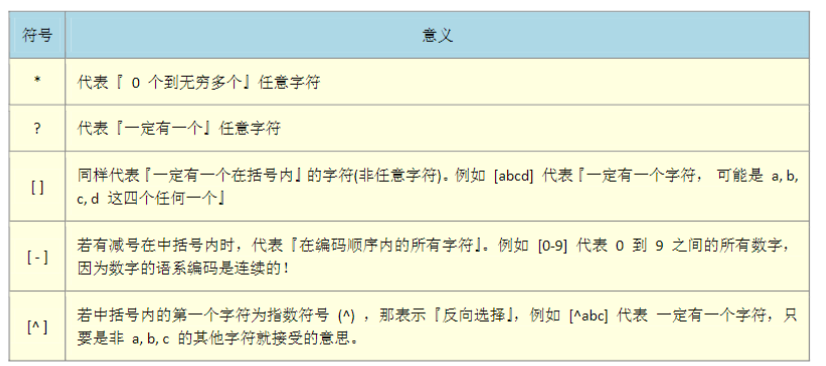 符号 意义
* 代表『 0 个到无穷多个』任意字符
? 代表『一定有一个』任意字符
[ ] 同样代表『一定有一个在括号内』的字符(非任意字符)。例如 [abcd] 代表『一定有一个字符， 可能是 a, b,
c, d 这四个任何一个』
[ - ] 若有减号在中括号内时，代表『在编码顺序内的所有字符』。例如 [0-9] 代表 0 到 9 之间的所有数字，
因为数字的语系编码是连续的！
[^ ] 若中括号内的第一个字符为指数符号 (^) ，那表示『反向选择』，例如 [^abc] 代表 一定有一个字符，只
要是非 a, b, c 的其他字符就接受的意思。